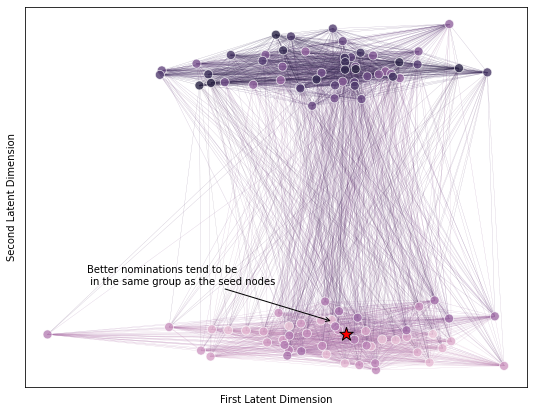 Second Latent Dimension
Better nominations tend to be
in the same group as the seed nodes
First Latent Dimension